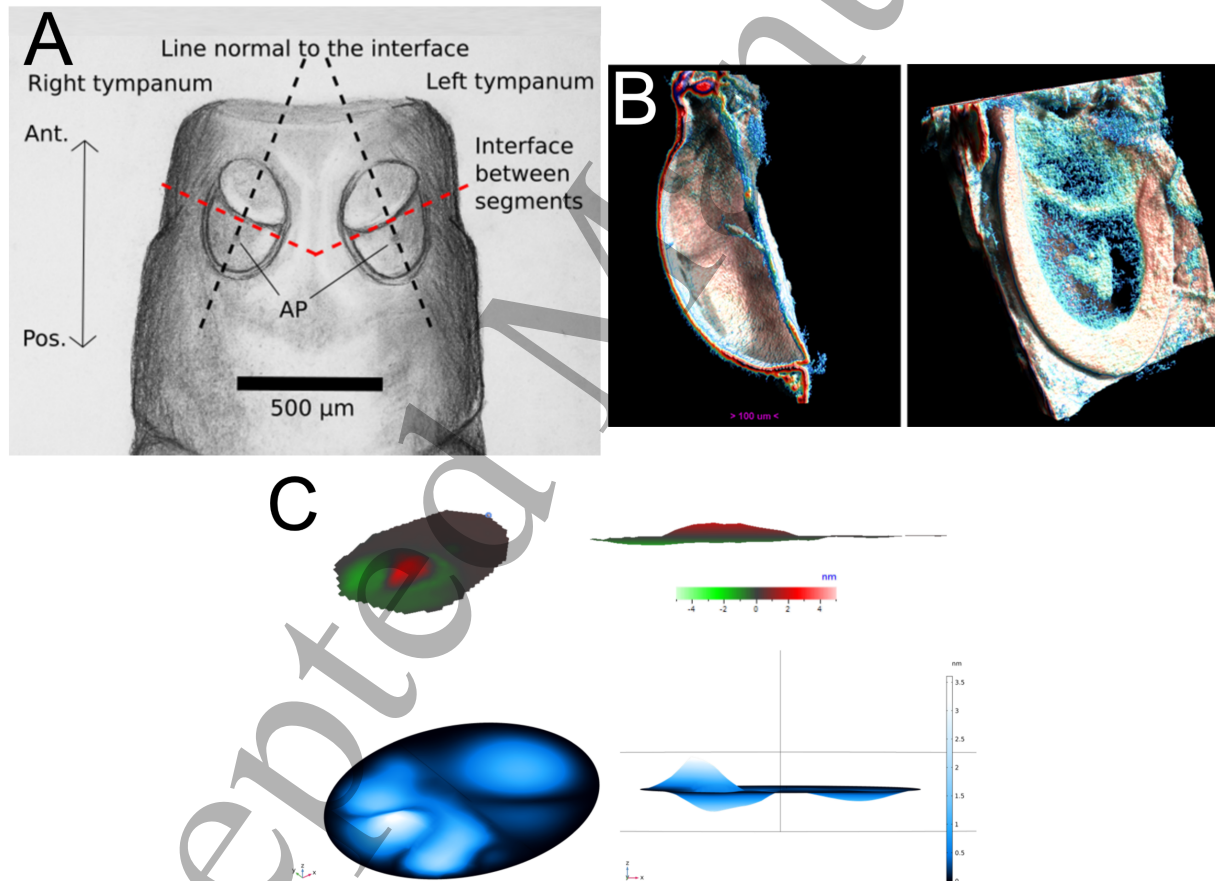 A
Line normal to the interface
Right tympanum
Left tympanum
Ant.
Interface
between
segments
AP
Pos.
500 µm
B
> 100 um <
C
nm
-4 -2 0 2 4
nm
3.5
3
2.5
2
1.5
1
0.5
0
y z x
z
y x